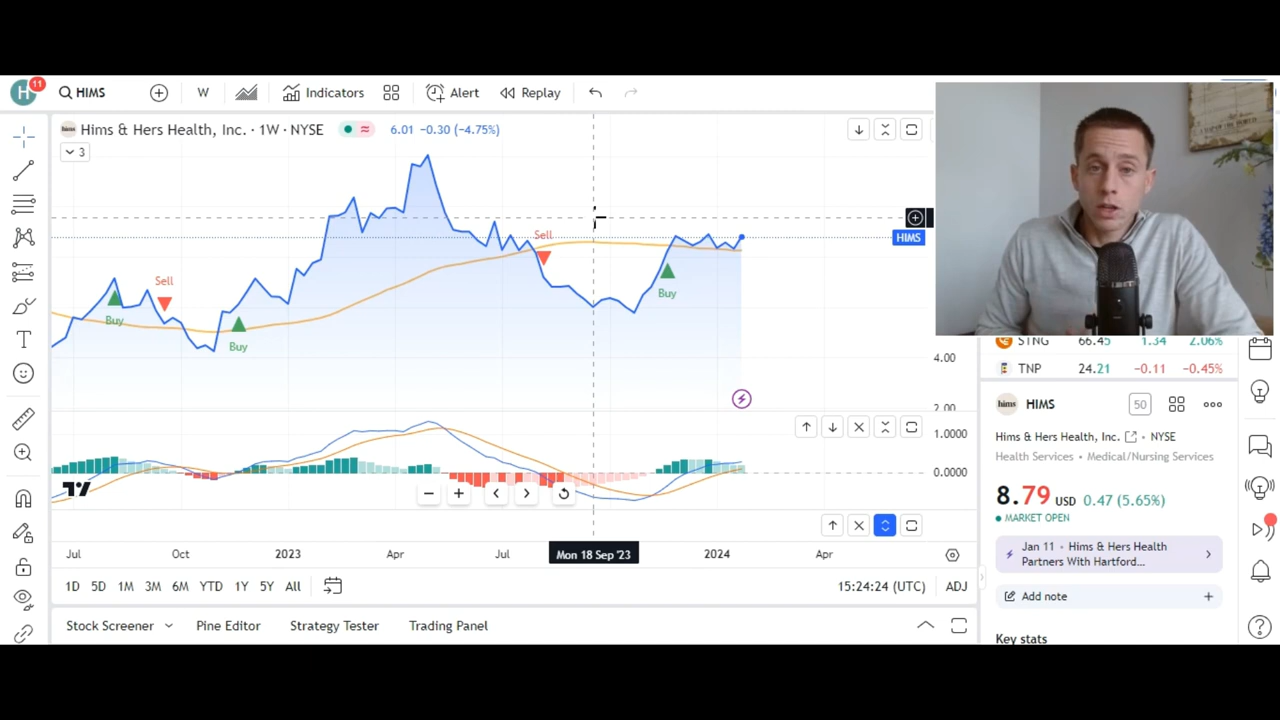 H 11 HIMS W Indicators Alert Replay
Hims & Hers Health, Inc. · 1W · NYSE 6.01 −0.30 (−4.75%)
3
Sell
HIMS
Sell
Buy
Buy
Buy
4.00
2.00
1.0000
0.0000
Jul Oct 2023 Apr Jul Mon 18 Sep '23 2024 Apr
1D 5D 1M 3M 6M YTD 1Y 5Y All 15:24:24 (UTC) ADJ
Stock Screener Pine Editor Strategy Tester Trading Panel
STNG 66.45 1.34 2.06%
TNP 24.21 −0.11 −0.45%
hims HIMS 50
Hims & Hers Health, Inc. • NYSE
Health Services • Medical/Nursing Services
8.79 USD 0.47 (5.65%)
MARKET OPEN
Jan 11 • Hims & Hers Health
Partners With Hartford...
Add note
Key stats